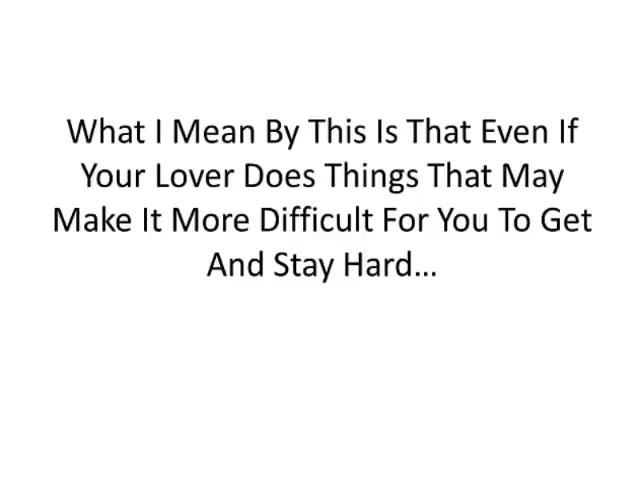 What I Mean By This Is That Even If
Your Lover Does Things That May
Make It More Difficult For You To Get
And Stay Hard…